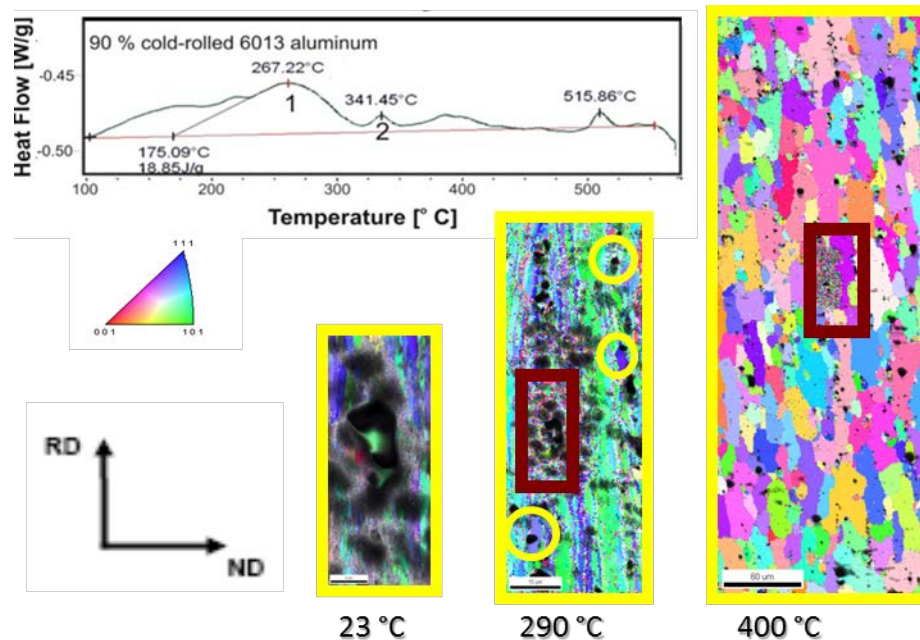 Heat Flow [W/g]
90 % cold-rolled 6013 aluminum
-0.45
-0.50
267.22°C
1
341.45°C
2
515.86°C
175.09°C
18.85J/g
100
200
300
400
500
Temperature [° C]
111
001
101
RD
ND
60 um
23 °C
290 °C
400 °C